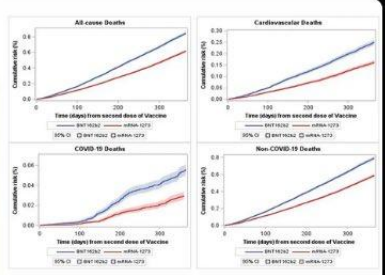 All-cause Deaths
Cumulative risk (%)
0.8
0.6
0.4
0.2
0.0
0 100 200 300
Time (days) from second dose of Vaccine
BNT162b2 mRNA-1273
95% CI BNT162b2 mRNA-1273
Cardiovascular Deaths
Cumulative risk (%)
0.30
0.10
0.05
0.00
0 100 200 300
Time (days) from second dose of Vaccine
BNT162b2 mRNA-1273
95% CI BNT162b2 mRNA-1273
COVID-19 Deaths
Cumulative risk (%)
0.06
0.04
0.02
0.00
0 100 200 300
Time (days) from second dose of Vaccine
BNT162b2 mRNA-1273
95% CI BNT162b2 mRNA-1273
Non-COVID-19 Deaths
Cumulative risk (%)
0.8
0.6
0.4
0.2
0.0
0 100 200 300
Time (days) from second dose of Vaccine
BNT162b2 mRNA-1273
95% CI BNT162b2 mRNA-1273